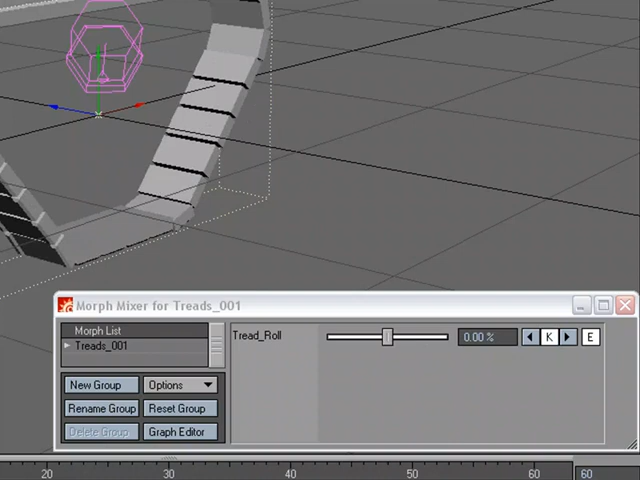 Morph Mixer for Treads_001
Morph List
Treads_001
Tread_Roll
0.00 %
K
E
New Group
Options
Rename Group
Reset Group
Delete Group
Graph Editor
20
30
40
50
60
60